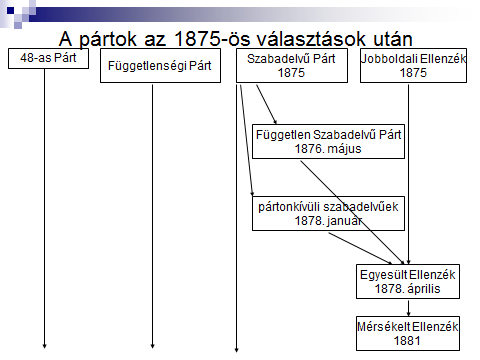 A pártok az 1875-ös választások után
48-as Párt
Függetlenségi Párt
Szabadelvű Párt
1875
Jobboldali Ellenzék
1875
Független Szabadelvű Párt
1876. május
pártonkívüli szabadelvűek
1878. január
Egyesült Ellenzék
1878. április
Mérsékelt Ellenzék
1881